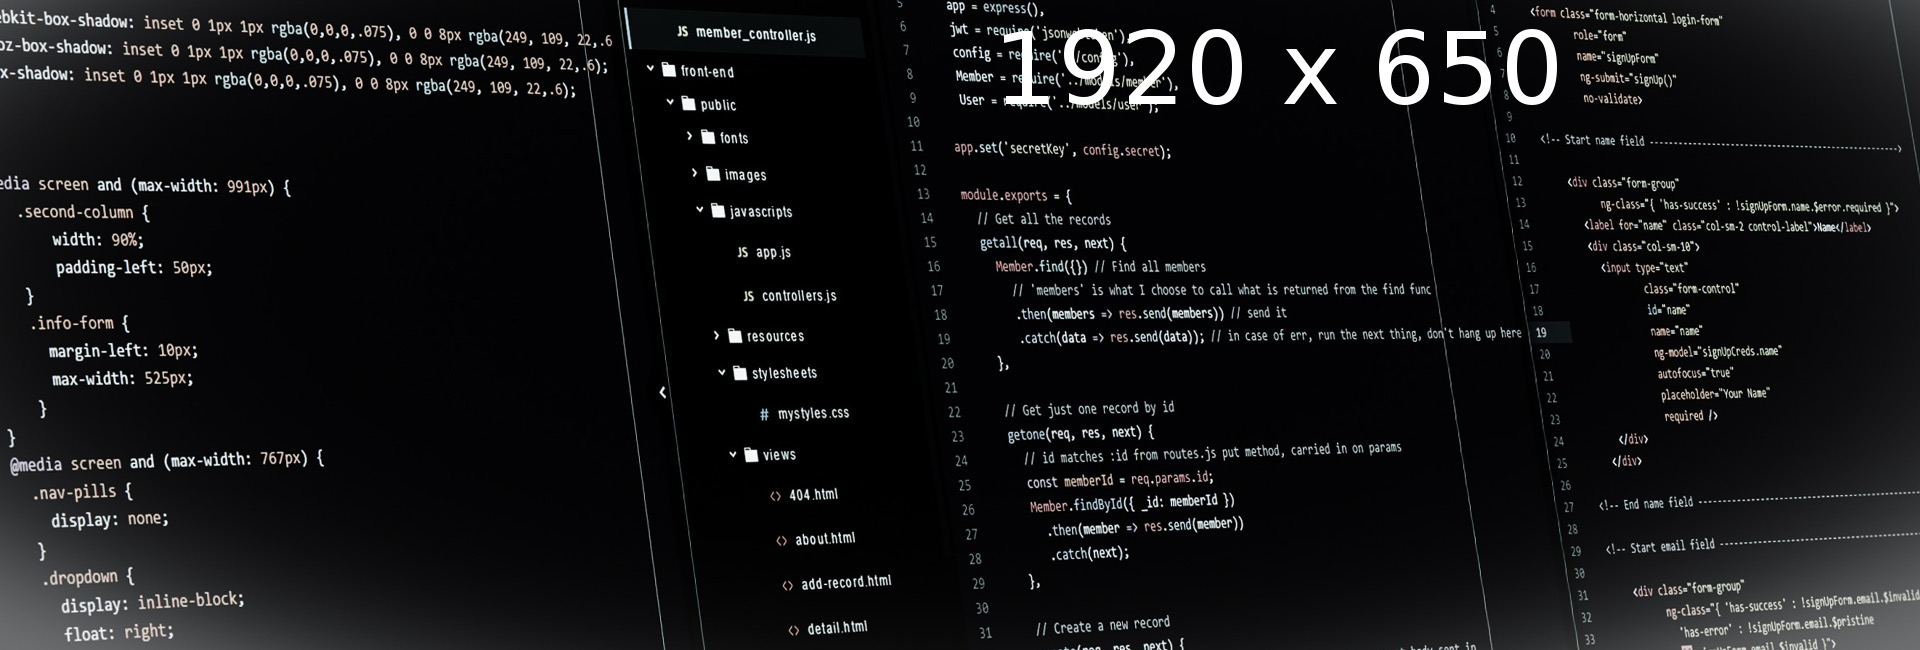 ebkit-box-shadow: inset 0 1px 1px rgba(0,0,0,.075), 0 0 8px rgba(249, 109, 22,.6
oz-box-shadow: inset 0 1px 1px rgba(0,0,0,.075), 0 0 8px rgba(249, 109, 22,.6);
x-shadow: inset 0 1px 1px rgba(0,0,0,.075), 0 0 8px rgba(249, 109, 22,.6);
edia screen and (max-width: 991px) {
.second-column {
width: 90%;
padding-left: 50px;
}
.info-form {
margin-left: 10px;
max-width: 525px;
}
}
@media screen and (max-width: 767px) {
.nav-pills {
display: none;
}
.dropdown {
display: inline-block;
float: right;
JS member_controller.js
front-end
public
fonts
images
javascripts
JS app.js
JS controllers.js
resources
stylesheets
# mystyles.css
views
<> 404.html
<> about.html
<> add-record.html
<> detail.html
1920 x 650
5 app = express(),
6 jwt = require('jsonwebtoken'),
7 config = require('./config'),
8 Member = require('../models/member'),
9 User = require('../models/user');
10
11 app.set('secretKey', config.secret);
12
13 module.exports = {
14 // Get all the records
15 getall(req, res, next) {
16 Member.find({}) // Find all members
17 // 'members' is what I choose to call what is returned from the find func
18 .then(members => res.send(members)) // send it
19 .catch(data => res.send(data)); // in case of err, run the next thing, don't hang up here
20 },
21
22 // Get just one record by id
23 getone(req, res, next) {
24 // id matches :id from routes.js put method, carried in on params
25 const memberId = req.params.id;
26 Member.findById({ _id: memberId })
27 .then(member => res.send(member))
28 .catch(next);
29 },
30
31 // Create a new record
(req, res, next) {
body sent in
4 <form class="form-horizontal login-form"
5 role="form"
6 name="signUpForm"
7 ng-submit="signUp()"
8 no-validate>
9
10 <!-- Start name field -------------------------------------------------->
11
12 <div class="form-group"
13 ng-class="{ 'has-success' : !signUpForm.name.$error.required }">
14 <label for="name" class="col-sm-2 control-label">Name</label>
15 <div class="col-sm-10">
16 <input type="text"
17 class="form-control"
18 id="name"
19 name="name"
20 ng-model="signUpCreds.name"
21 autofocus="true"
22 placeholder="Your Name"
23 required />
24 </div>
25 </div>
26
27 <!-- End name field --------------------------------------------
28
29 <!-- Start email field ----------------------------------------
30
31 <div class="form-group"
32 ng-class="{ 'has-success' : !signUpForm.email.$invalid
33 'has-error' : !signUpForm.email.$pristine
signUpForm.email.$invalid }">